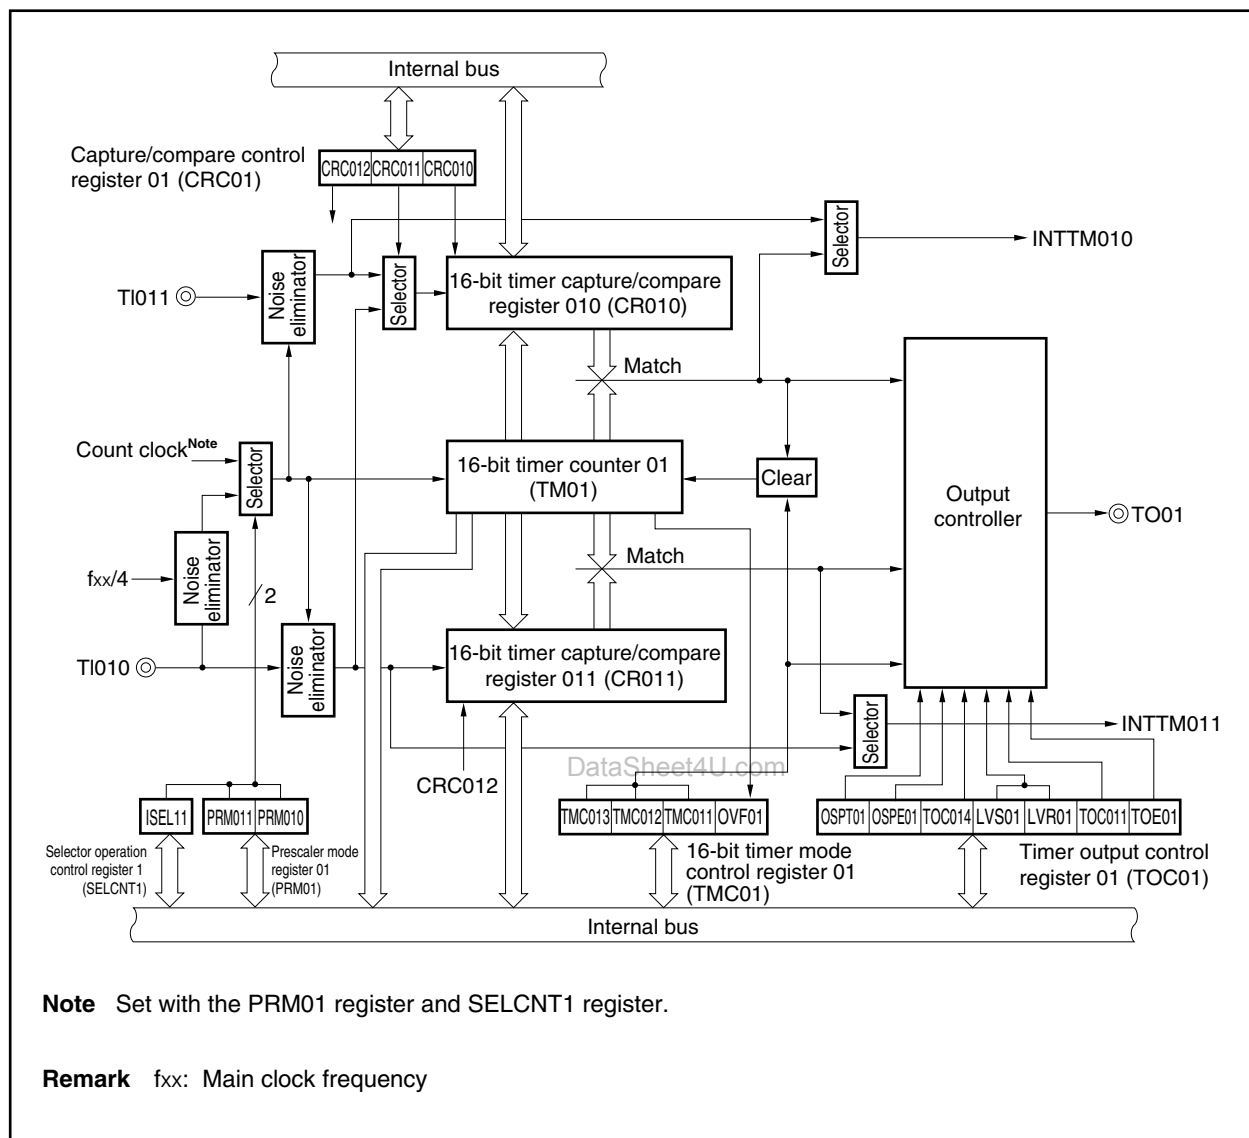 Internal bus
Capture/compare control
register 01 (CRC01)
CRC012 CRC011 CRC010
TI011
Noise
eliminator
Selector
16-bit timer capture/compare
register 010 (CR010)
Selector
INTTM010
Match
Count clock Note
Selector
16-bit timer counter 01
(TM01)
Clear
Output
controller
TO01
fxx/4
Noise
eliminator
2
Match
TI010
Noise
eliminator
16-bit timer capture/compare
register 011 (CR011)
Selector
INTTM011
CRC012
DataSheet4U.com
ISEL11
PRM011 PRM010
TMC013 TMC012 TMC011 OVF01
OSPT01 OSPE01 TOC014 LVS01 LVR01 TOC011 TOE01
Selector operation
control register 1
(SELCNT1)
Prescaler mode
register 01
(PRM01)
16-bit timer mode
control register 01
(TMC01)
Timer output control
register 01 (TOC01)
Internal bus
Note Set with the PRM01 register and SELCNT1 register.
Remark fxx: Main clock frequency